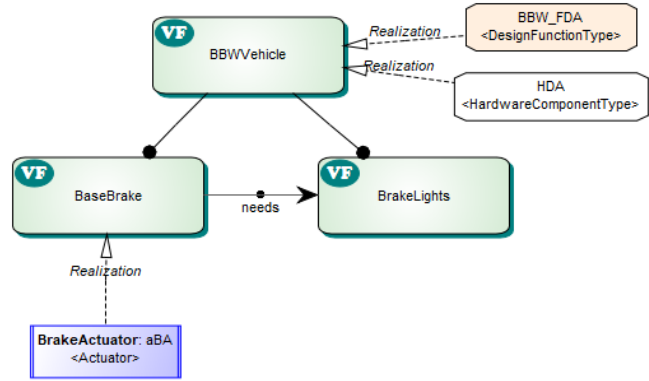 VF
BBWVehicle
Realization
BBW_FDA
<DesignFunctionType>
Realization
HDA
<HardwareComponentType>
VF
BaseBrake
needs
VF
BrakeLights
Realization
BrakeActuator: aBA
<Actuator>